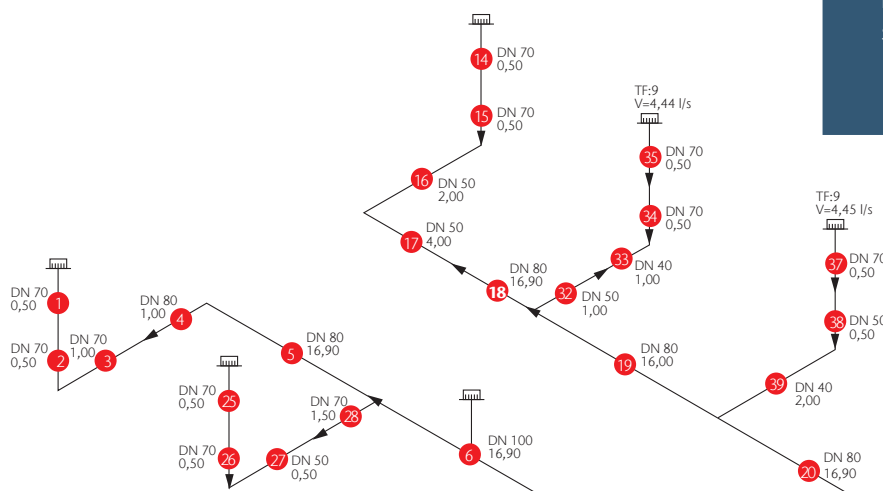 14
DN 70
0,50
15
DN 70
0,50
16
DN 50
2,00
17
DN 50
4,00
18
DN 80
16,90
TF:9
V=4,44 l/s
35
DN 70
0,50
34
DN 70
0,50
33
DN 40
1,00
32
DN 50
1,00
19
DN 80
16,00
TF:9
V=4,45 l/s
37
DN 70
0,50
38
DN 50
0,50
39
DN 40
2,00
20
DN 80
16,90
DN 70
0,50
1
DN 70
0,50
2
DN 70
1,00
3
DN 80
1,00
4
DN 80
16,90
5
DN 70
0,50
25
DN 70
0,50
26
DN 50
0,50
27
DN 70
1,50
28
6
DN 100
16,90